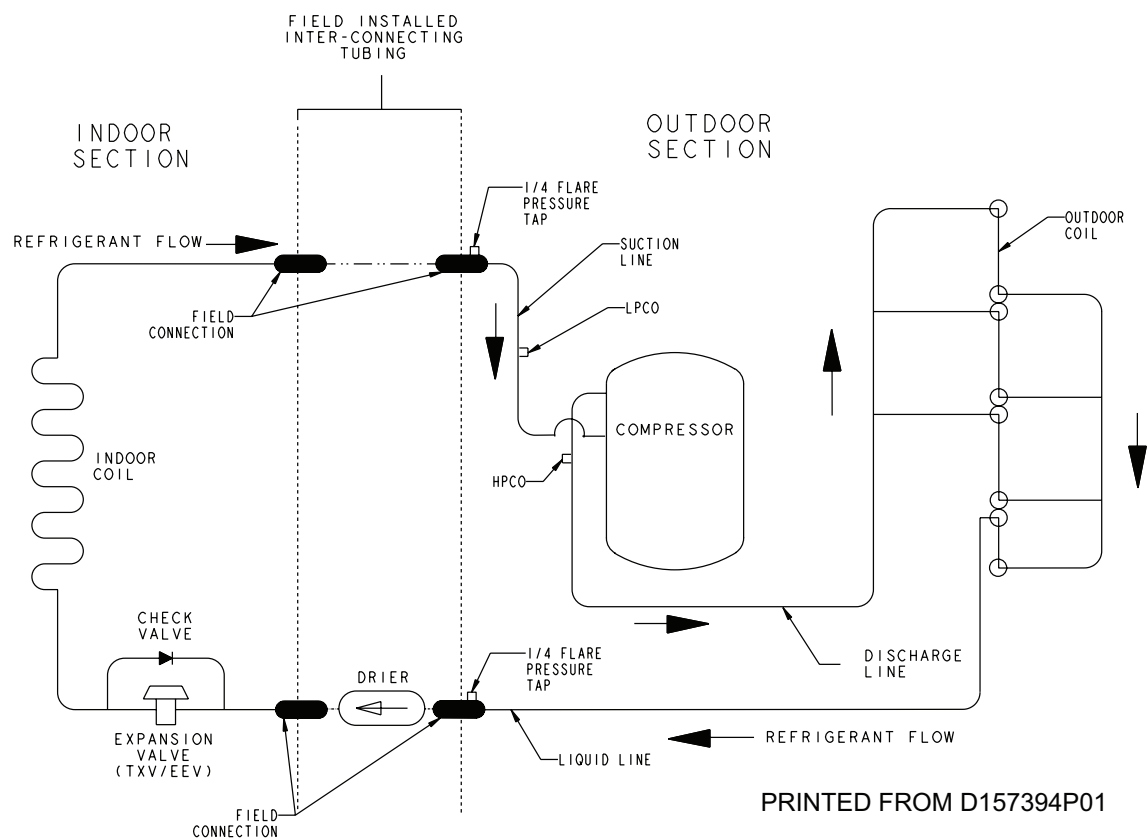 FIELD INSTALLED
INTER-CONNECTING
TUBING
INDOOR
SECTION
OUTDOOR
SECTION
1/4 FLARE
PRESSURE
TAP
OUTDOOR
COIL
REFRIGERANT FLOW
SUCTION
LINE
FIELD
CONNECTION
LPCO
COMPRESSOR
INDOOR
COIL
HPCO
CHECK
VALVE
1/4 FLARE
PRESSURE
TAP
DISCHARGE
LINE
DRIER
EXPANSION
VALVE
(TXV/EEV)
LIQUID LINE
REFRIGERANT FLOW
FIELD
CONNECTION
PRINTED FROM D157394P01